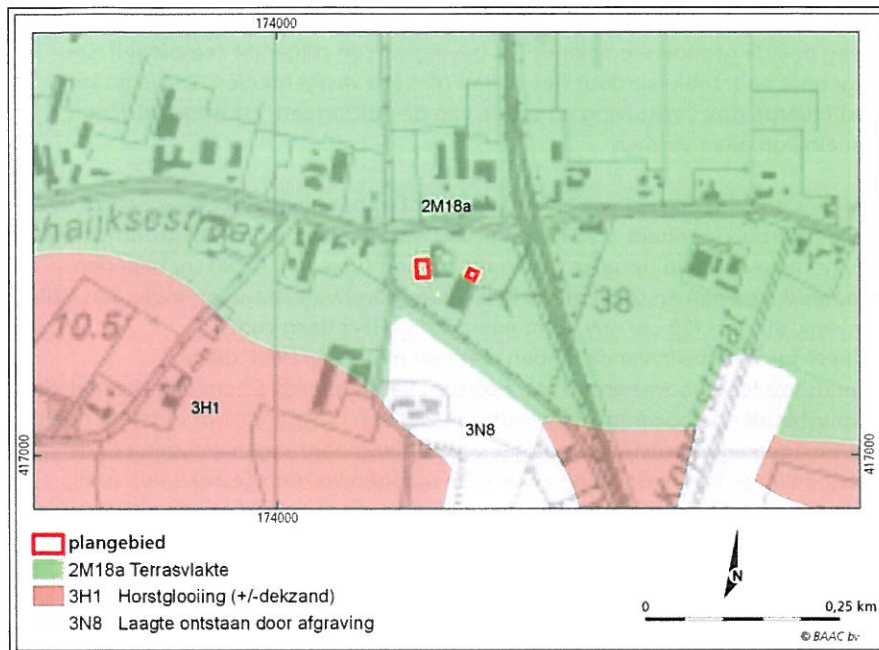 174000
2M18a
haijksestraat
38
10.5
3H1
3N8
417000
417000
174000
plangebied
2M18a Terrasvlakte
3H1 Horstglooiing (+/-dekzand)
3N8 Laagte ontstaan door afgraving
N
0
0,25 km
© BAAC bv